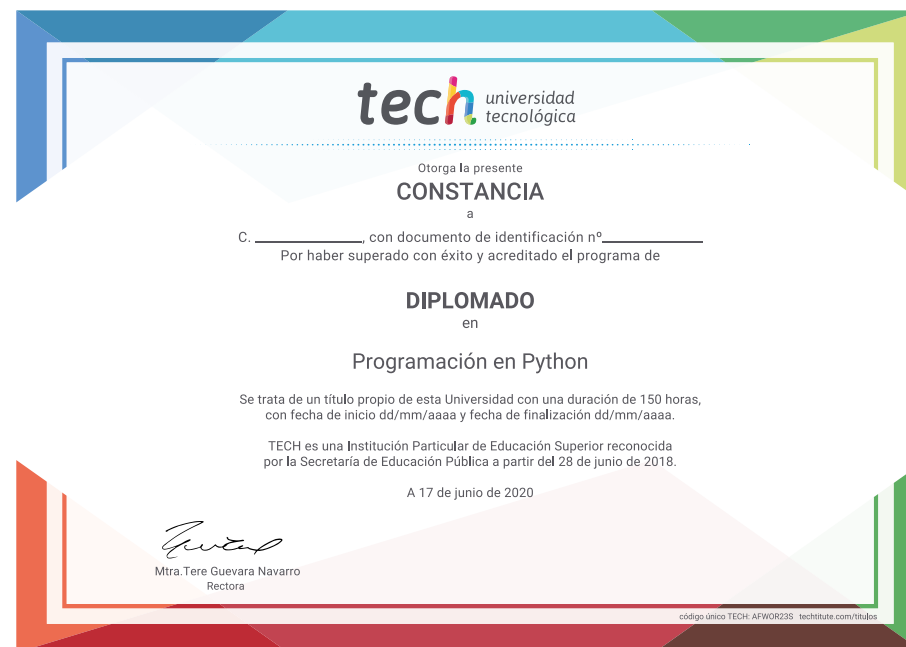 tech universidad
tecnológica
Otorga la presente
CONSTANCIA
a
C. ____________, con documento de identificación nº____________
Por haber superado con éxito y acreditado el programa de
DIPLOMADO
en
Programación en Python
Se trata de un título propio de esta Universidad con una duración de 150 horas,
con fecha de inicio dd/mm/aaaa y fecha de finalización dd/mm/aaaa.
TECH es una Institución Particular de Educación Superior reconocida
por la Secretaría de Educación Pública a partir del 28 de junio de 2018.
A 17 de junio de 2020
Mtra.Tere Guevara Navarro
Rectora
código único TECH: AFWOR23S techtitute.com/titulos